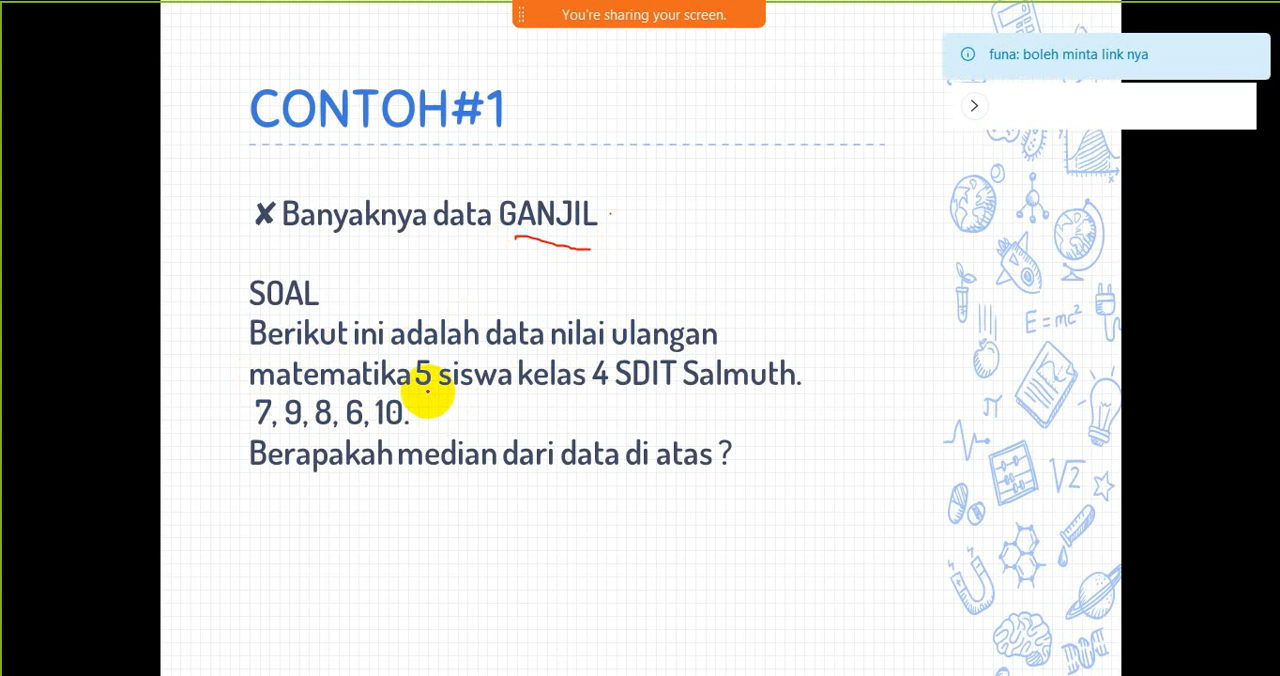 You're sharing your screen.
funa: boleh minta link nya
CONTOH#1
✘ Banyaknya data GANJIL
SOAL
Berikut ini adalah data nilai ulangan
matematika 5 siswa kelas 4 SDIT Salmuth.
7, 9, 8, 6, 10.
Berapakah median dari data di atas ?
E=mc²
π
√2